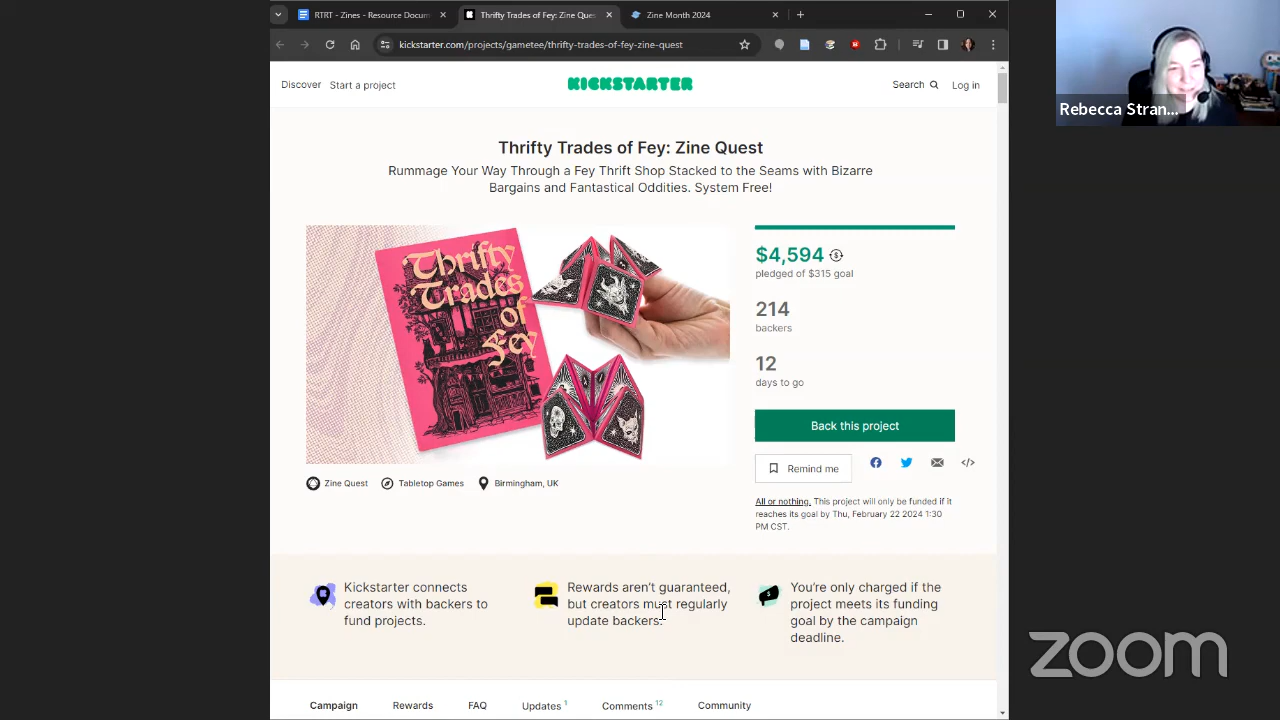 RTRT - Zines - Resource Docum
Thrifty Trades of Fey: Zine Ques
Zine Month 2024
kickstarter.com/projects/gametee/thrifty-trades-of-fey-zine-quest
Discover
Start a project
KICKSTARTER
Search
Log in
Thrifty Trades of Fey: Zine Quest
Rummage Your Way Through a Fey Thrift Shop Stacked to the Seams with Bizarre
Bargains and Fantastical Oddities. System Free!
Thrifty
Trades
of
Fey
Zine Quest
Tabletop Games
Birmingham, UK
$4,594
pledged of $315 goal
214
backers
12
days to go
Back this project
Remind me
All or nothing. This project will only be funded if it
reaches its goal by Thu, February 22 2024 1:30
PM CST.
Kickstarter connects
creators with backers to
fund projects.
Rewards aren't guaranteed,
but creators must regularly
update backers.
You're only charged if the
project meets its funding
goal by the campaign
deadline.
Campaign
Rewards
FAQ
Updates 1
Comments 12
Community
Rebecca Stran...
zoom